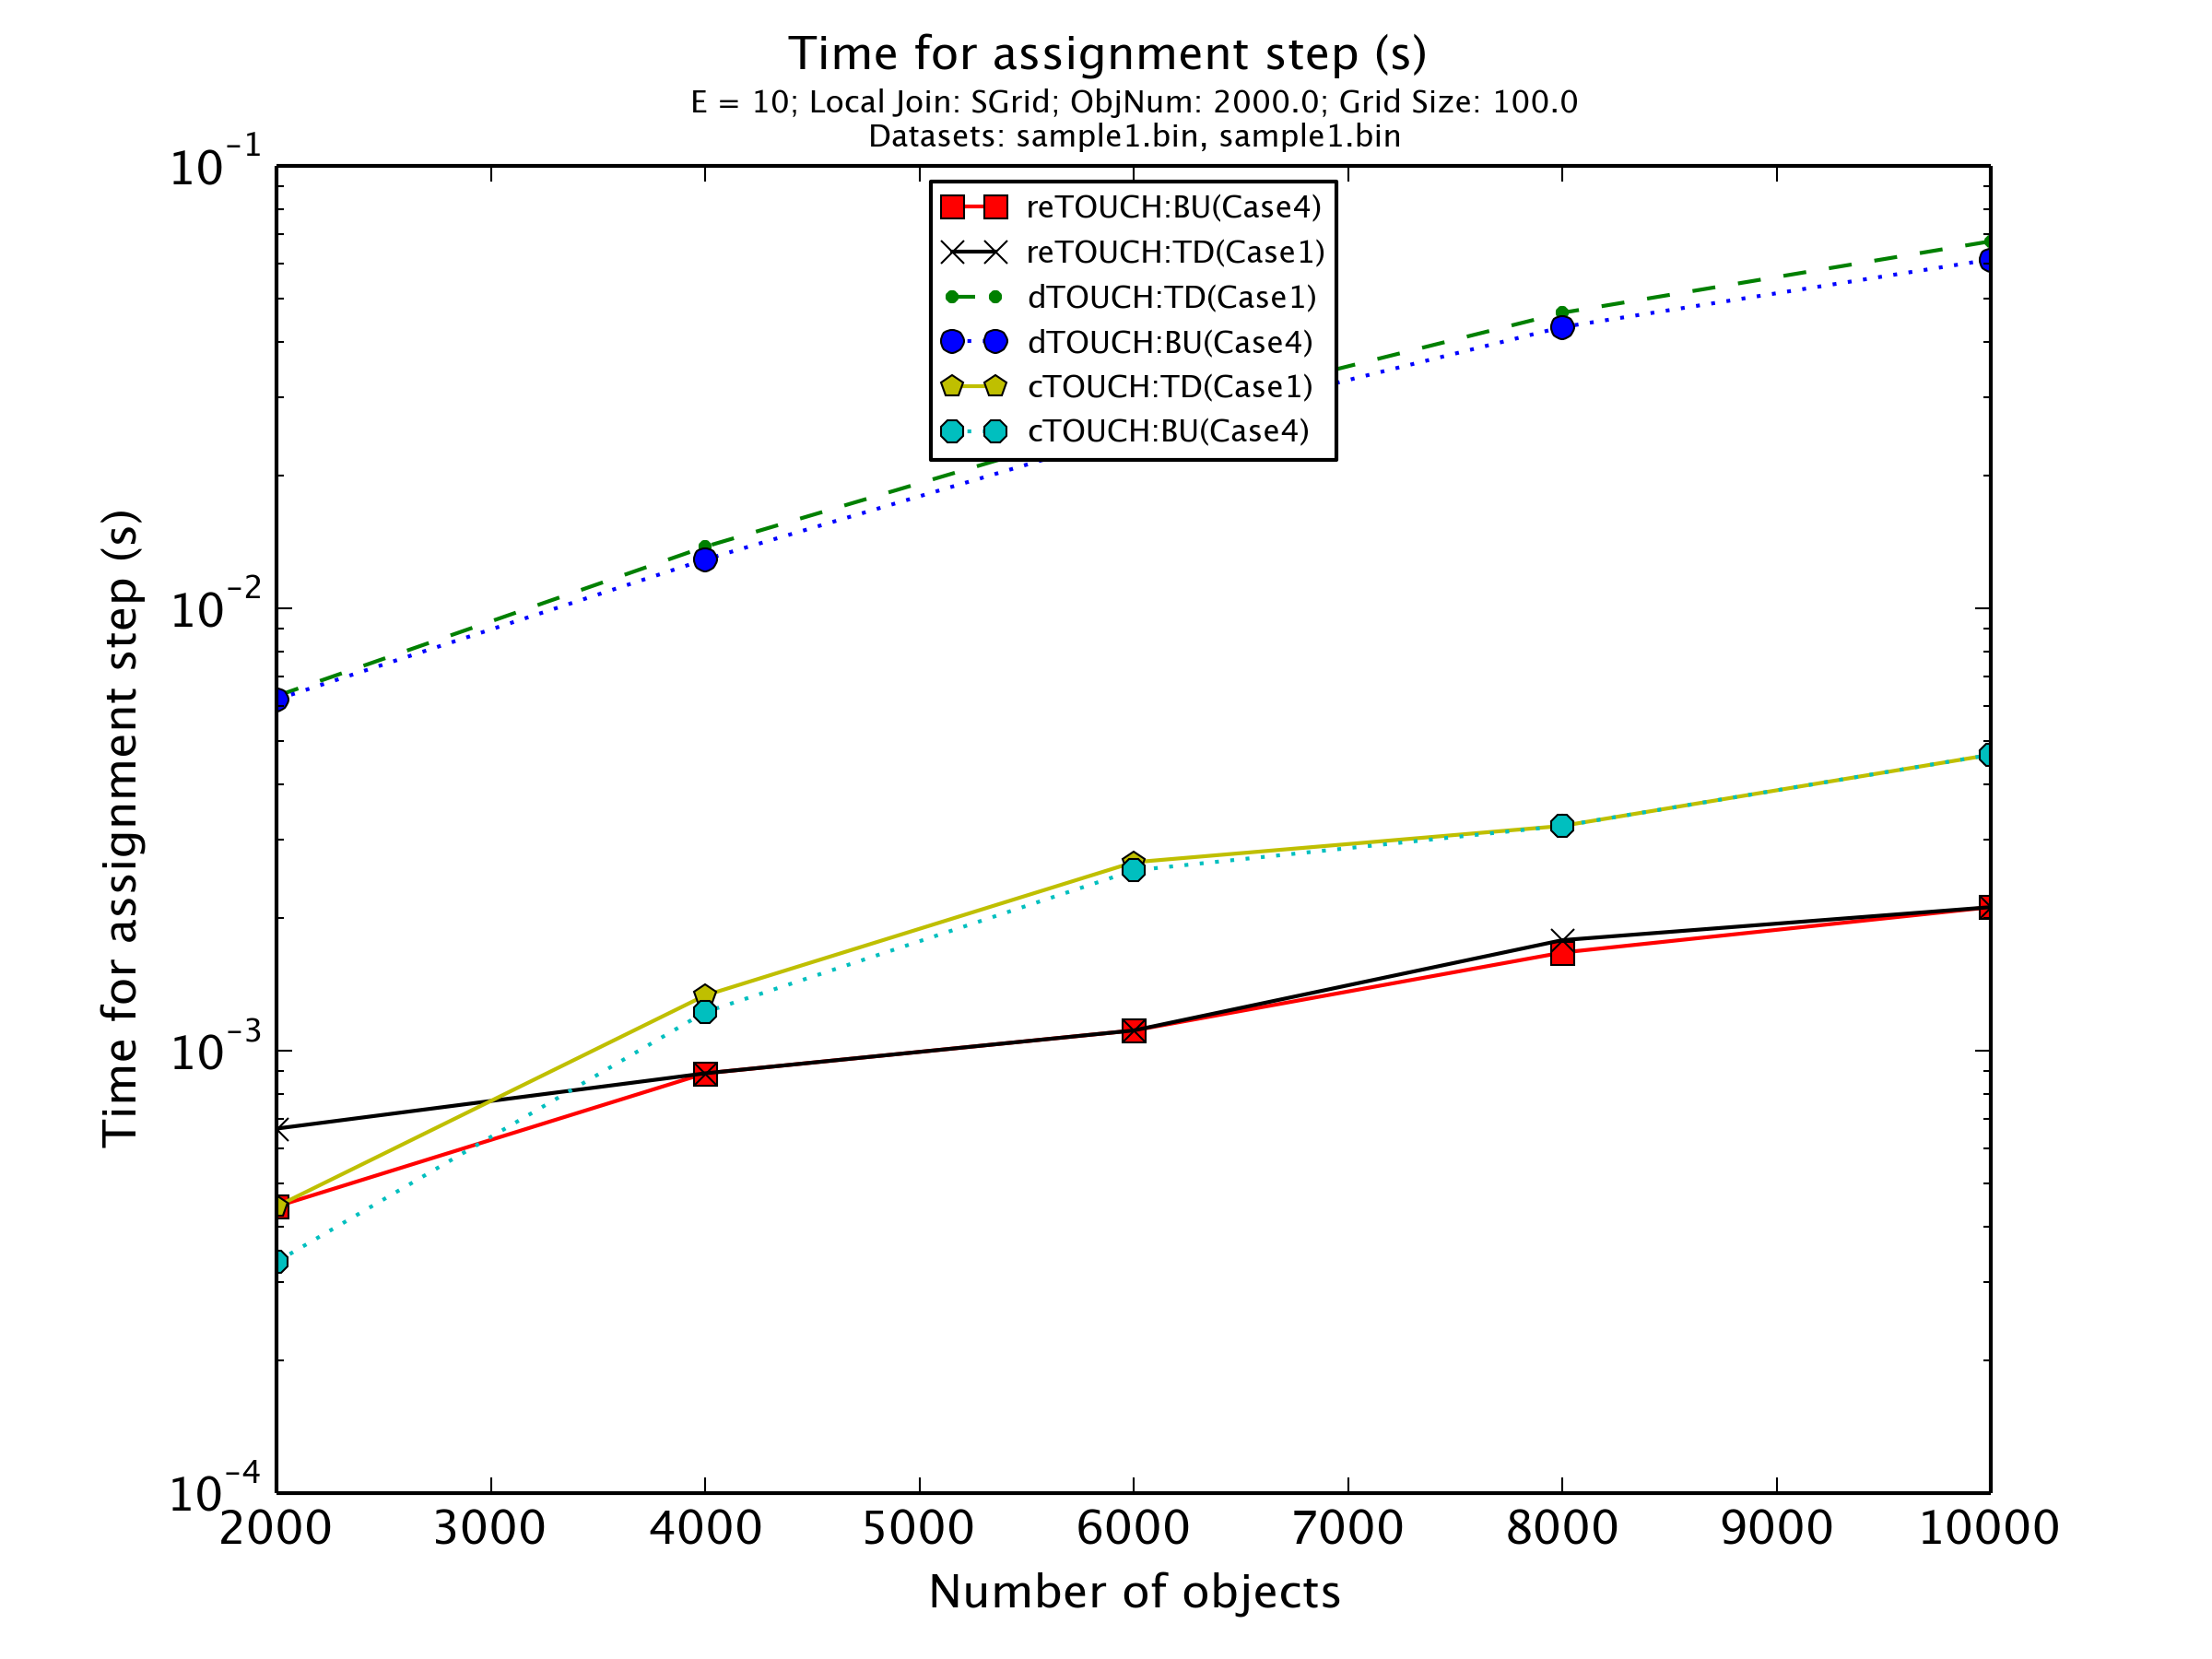 Time for assignment step (s)
E = 10; Local Join: SGrid; ObjNum: 2000.0; Grid Size: 100.0
Datasets: sample1.bin, sample1.bin
reTOUCH:BU(Case4)
reTOUCH:TD(Case1)
dTOUCH:TD(Case1)
dTOUCH:BU(Case4)
cTOUCH:TD(Case1)
cTOUCH:BU(Case4)
Time for assignment step (s)
10⁻¹
10⁻²
10⁻³
10⁻⁴
2000 3000 4000 5000 6000 7000 8000 9000 10000
Number of objects